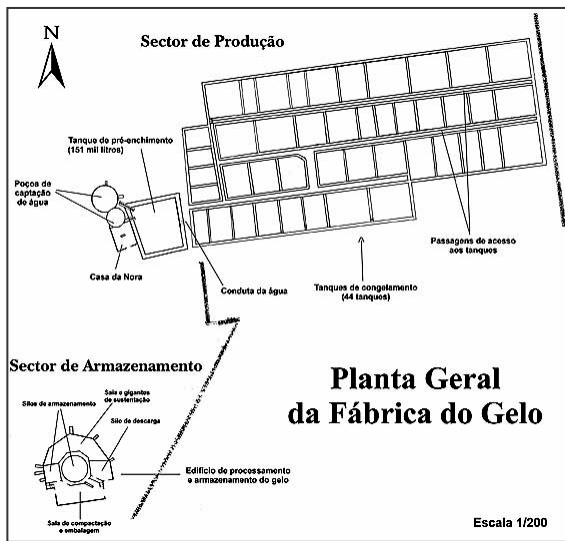 N
Sector de Produção
Tanque de pré-enchimento
(151 mil litros)
Poços de
captação
de água
Casa da Nora
Conduta da água
Tanques de congelamento
(44 tanques)
Passagens de acesso
aos tanques
Sector de Armazenamento
Silos de armazenamento
Sala e gigantes
de sustentação
Silo de descarga
Edifício de processamento
e armazenamento do gelo
Sala de compactação
e embalagem
Planta Geral
da Fábrica do Gelo
Escala 1/200